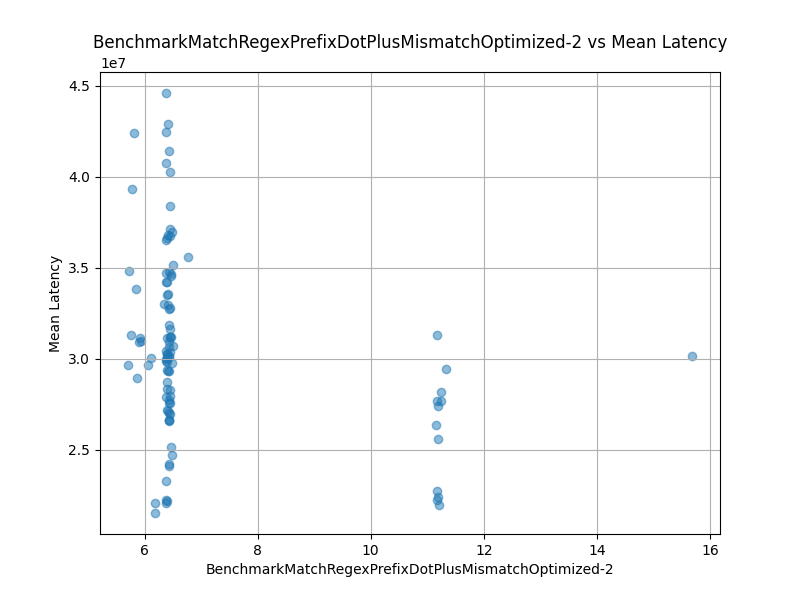 BenchmarkMatchRegexPrefixDotPlusMismatchOptimized-2 vs Mean Latency
1e7
4.5
4.0
3.5
3.0
2.5
Mean Latency
6 8 10 12 14 16
BenchmarkMatchRegexPrefixDotPlusMismatchOptimized-2